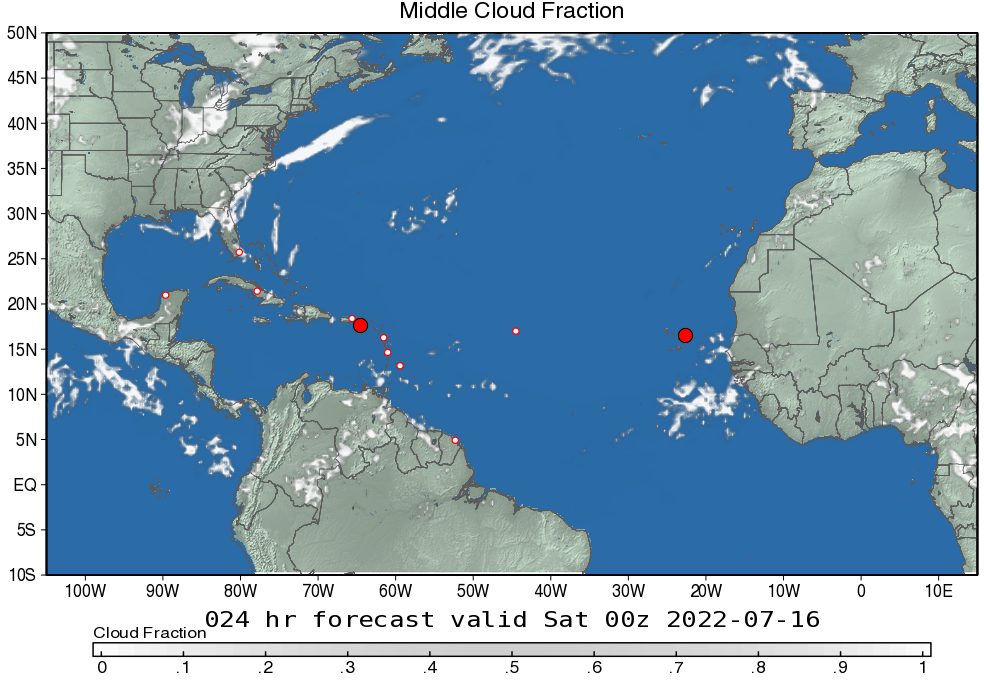 Middle Cloud Fraction
50N
45N
40N
35N
30N
25N
20N
15N
10N
5N
EQ
5S
10S
100W 90W 80W 70W 60W 50W 40W 30W 20W 10W 0 10E
024 hr forecast valid Sat 00z 2022-07-16
Cloud Fraction
0 .1 .2 .3 .4 .5 .6 .7 .8 .9 1